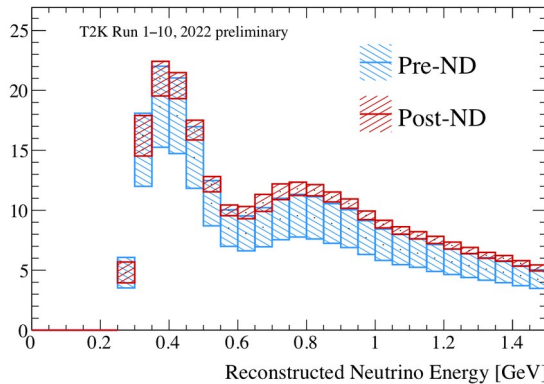 T2K Run 1–10, 2022 preliminary
Pre-ND
Post-ND
25
20
15
10
5
0
0 0.2 0.4 0.6 0.8 1 1.2 1.4
Reconstructed Neutrino Energy [GeV]